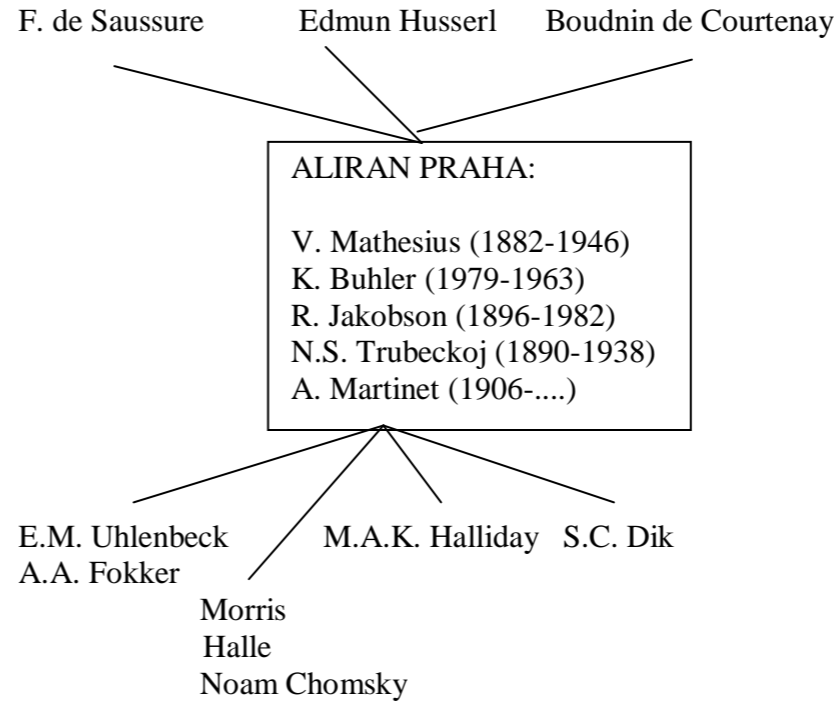 F. de Saussure Edmun Husserl Boudnin de Courtenay
ALIRAN PRAHA:
V. Mathesius (1882-1946)
K. Buhler (1979-1963)
R. Jakobson (1896-1982)
N.S. Trubeckoj (1890-1938)
A. Martinet (1906-....)
E.M. Uhlenbeck M.A.K. Halliday S.C. Dik
A.A. Fokker
Morris
Halle
Noam Chomsky